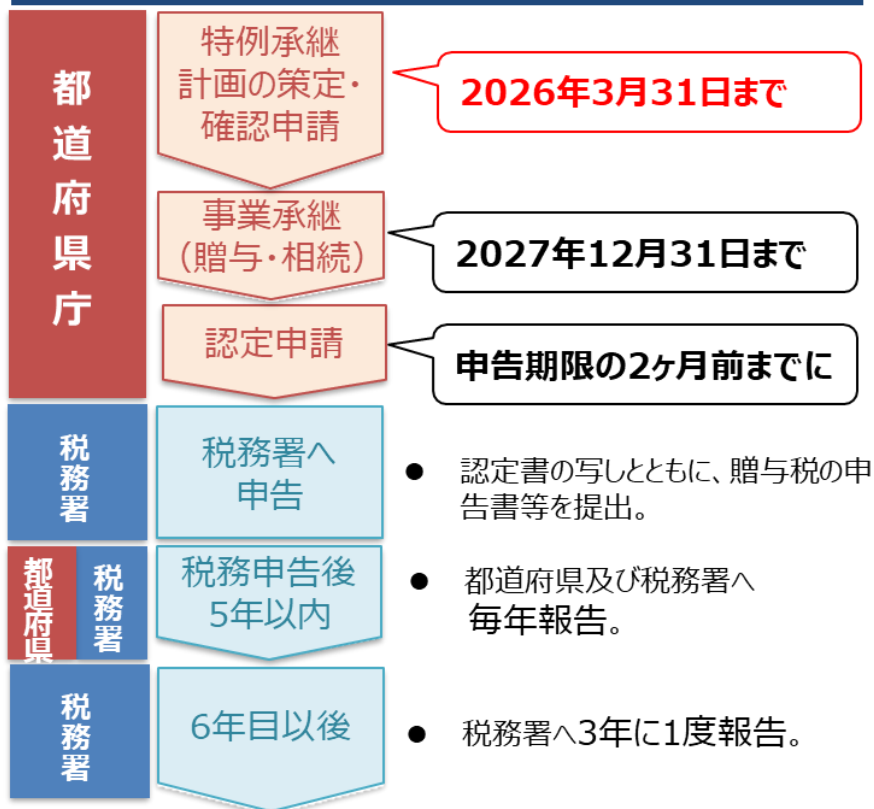 都道府県庁
特例承継
計画の策定・
確認申請
2026年3月31日まで
事業承継
(贈与・相続)
2027年12月31日まで
認定申請
申告期限の2ヶ月前までに
税務署
税務署へ
申告
● 認定書の写しとともに、贈与税の申
告書等を提出。
都道府県
税務署
税務申告後
5年以内
● 都道府県及び税務署へ
毎年報告。
税務署
6年目以後
● 税務署へ3年に1度報告。